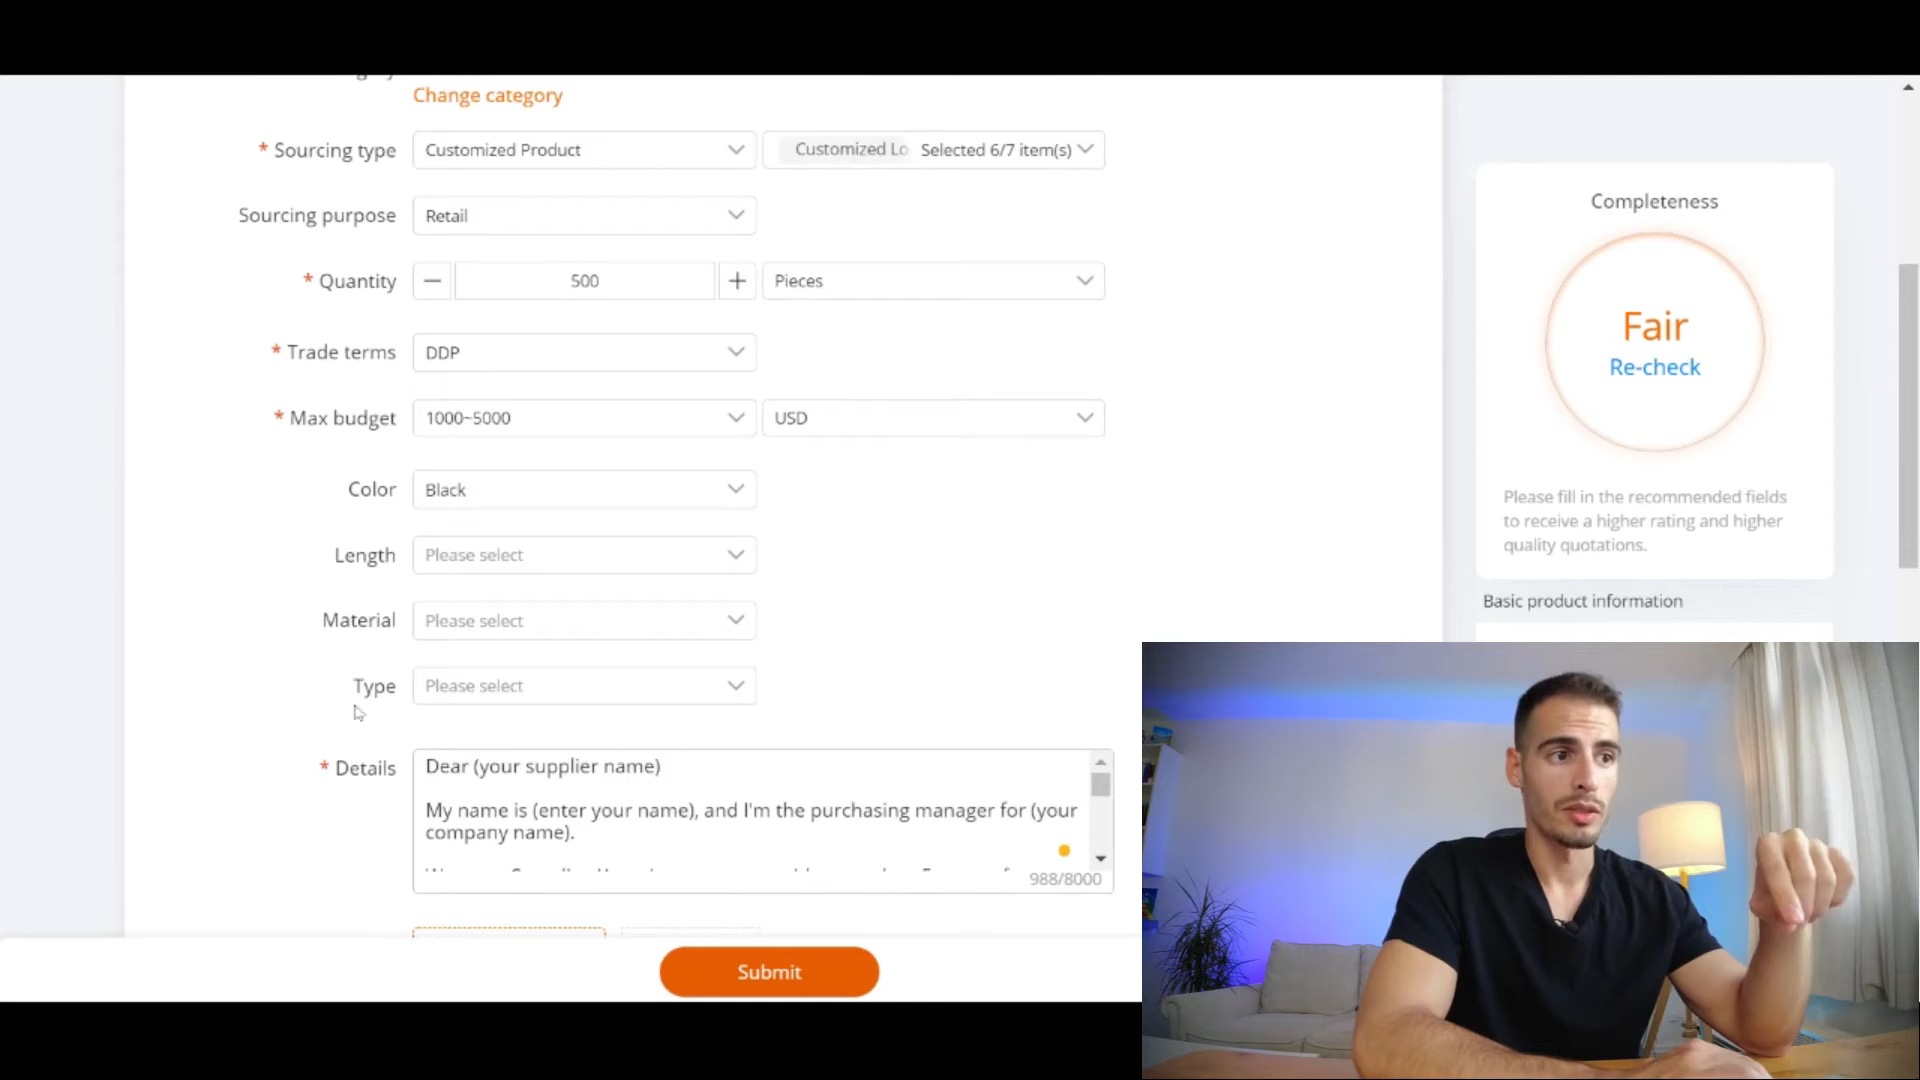 Change category
* Sourcing type Customized Product Customized Lo Selected 6/7 item(s)
Sourcing purpose Retail
* Quantity 500 Pieces
* Trade terms DDP
* Max budget 1000~5000 USD
Color Black
Length Please select
Material Please select
Type Please select
* Details Dear (your supplier name)
My name is (enter your name), and I'm the purchasing manager for (your
company name).
988/8000
Submit
Completeness
Fair
Re-check
Please fill in the recommended fields
to receive a higher rating and higher
quality quotations.
Basic product information